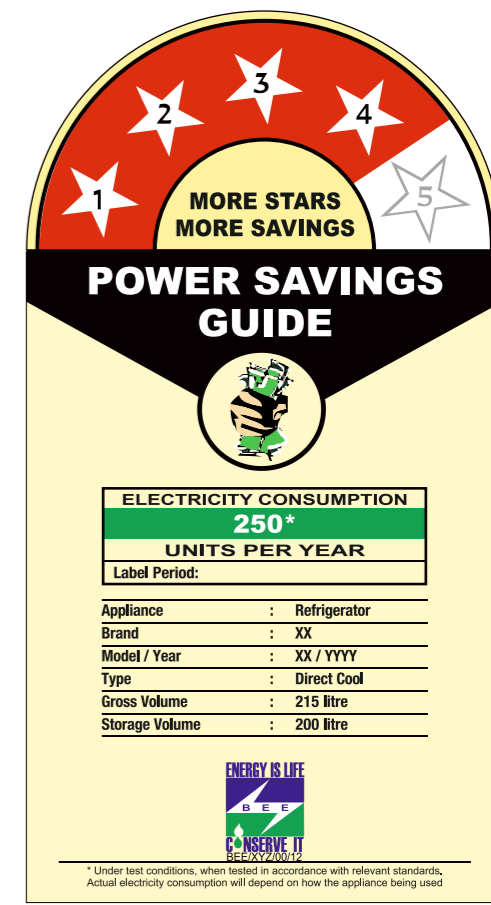 1
2
3
4
5
MORE STARS
MORE SAVINGS
POWER SAVINGS
GUIDE
ELECTRICITY CONSUMPTION
250*
UNITS PER YEAR
Label Period:
Appliance : Refrigerator
Brand : XX
Model / Year : XX / YYYY
Type : Direct Cool
Gross Volume : 215 litre
Storage Volume : 200 litre
ENERGY IS LIFE
BEE
CONSERVE IT
BEE/XYZ/00/12
* Under test conditions, when tested in accordance with relevant standards.
Actual electricity consumption will depend on how the appliance being used